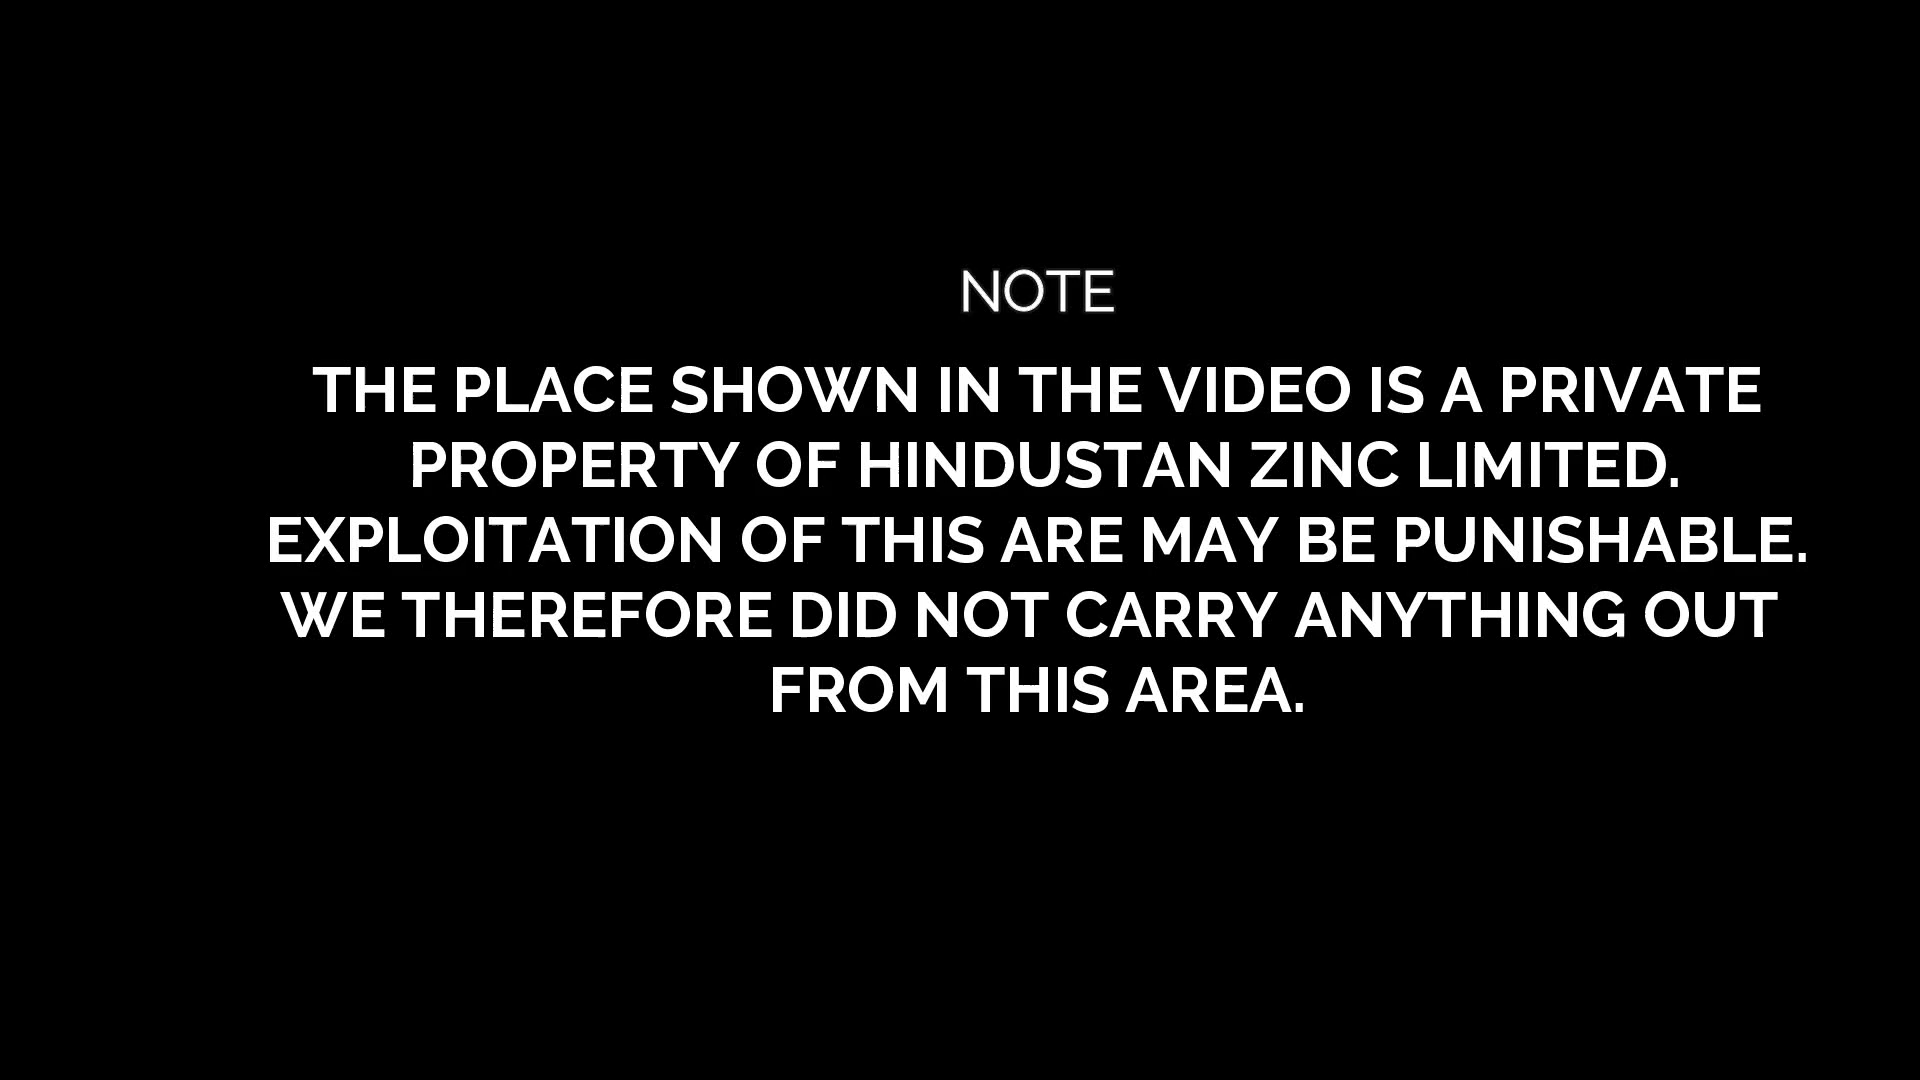 NOTE
THE PLACE SHOWN IN THE VIDEO IS A PRIVATE
PROPERTY OF HINDUSTAN ZINC LIMITED.
EXPLOITATION OF THIS ARE MAY BE PUNISHABLE.
WE THEREFORE DID NOT CARRY ANYTHING OUT
FROM THIS AREA.